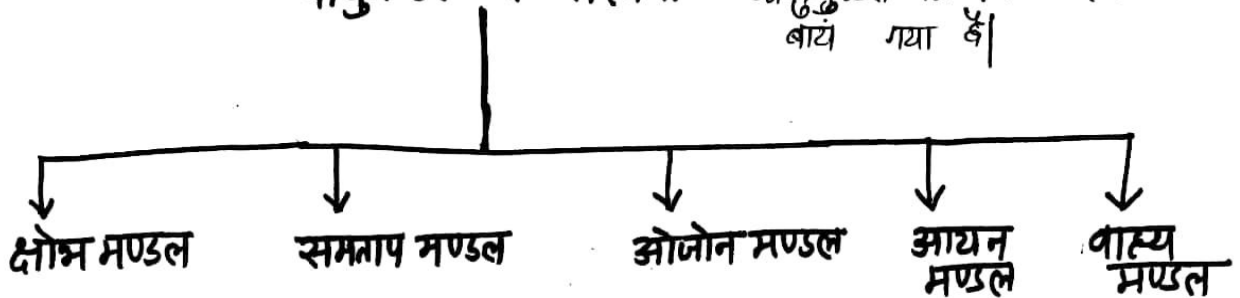 बायं गया है|
क्षोभ मण्डल समताप मण्डल ओजोन मण्डल आयन वाह्य
मण्डल मण्डल